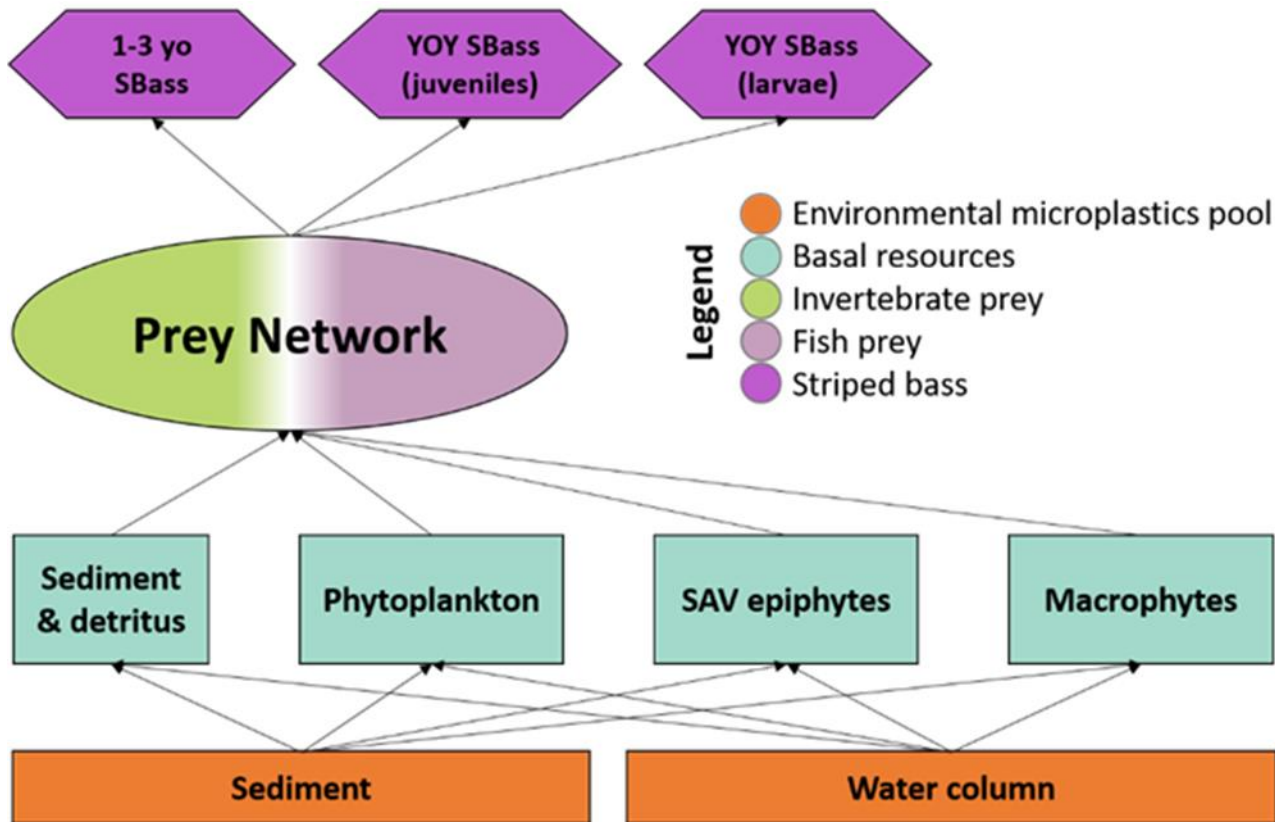 1-3 yo
SBass
YOY SBass
(juveniles)
YOY SBass
(larvae)
Legend
Environmental microplastics pool
Basal resources
Invertebrate prey
Fish prey
Striped bass
Prey Network
Sediment
& detritus
Phytoplankton
SAV epiphytes
Macrophytes
Sediment
Water column